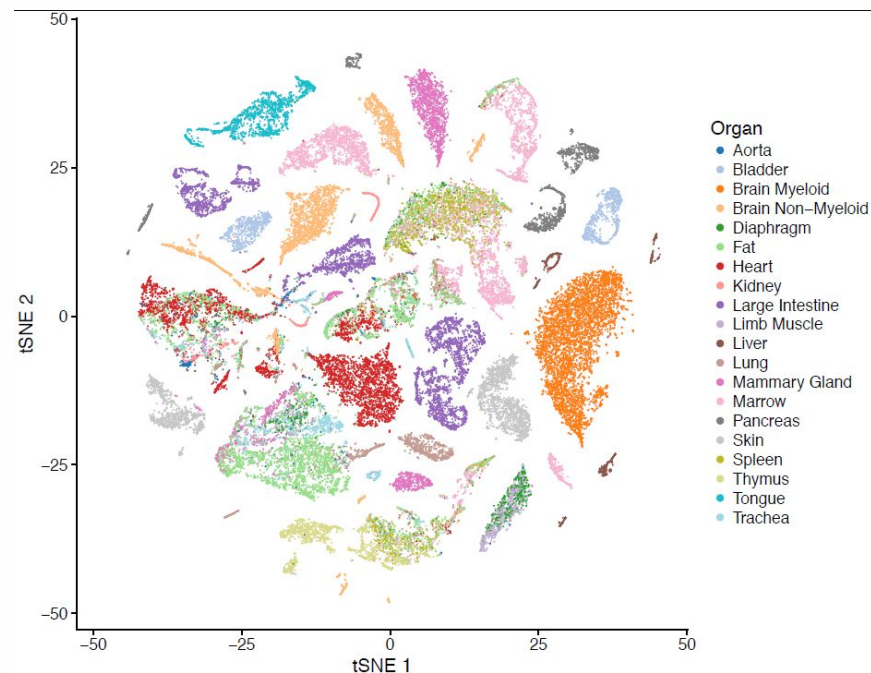 50
25
0
−25
−50
tSNE 2
−50
−25
0
25
50
tSNE 1
Organ
Aorta
Bladder
Brain Myeloid
Brain Non−Myeloid
Diaphragm
Fat
Heart
Kidney
Large Intestine
Limb Muscle
Liver
Lung
Mammary Gland
Marrow
Pancreas
Skin
Spleen
Thymus
Tongue
Trachea